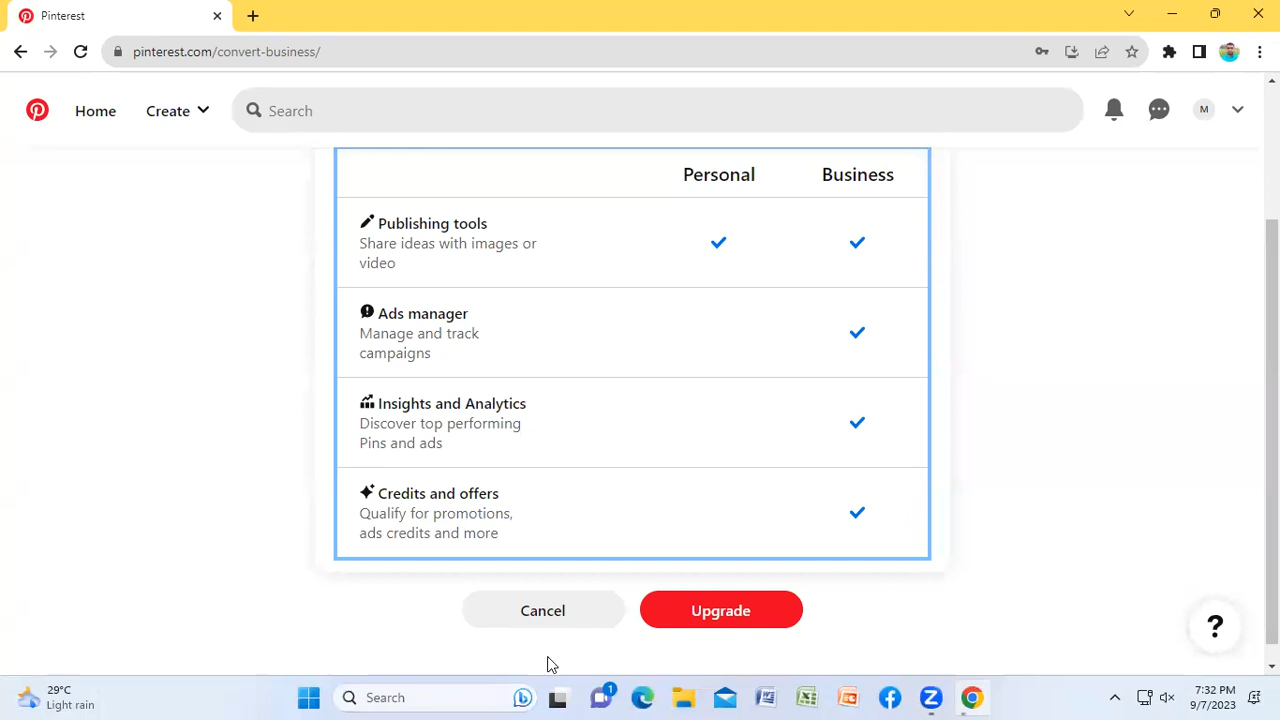 Pinterest
pinterest.com/convert-business/
Home
Create
Search
M
Personal
Business
Publishing tools
Share ideas with images or
video
Ads manager
Manage and track
campaigns
Insights and Analytics
Discover top performing
Pins and ads
Credits and offers
Qualify for promotions,
ads credits and more
Cancel
Upgrade
?
29°C
Light rain
Search
1
7:32 PM
9/7/2023